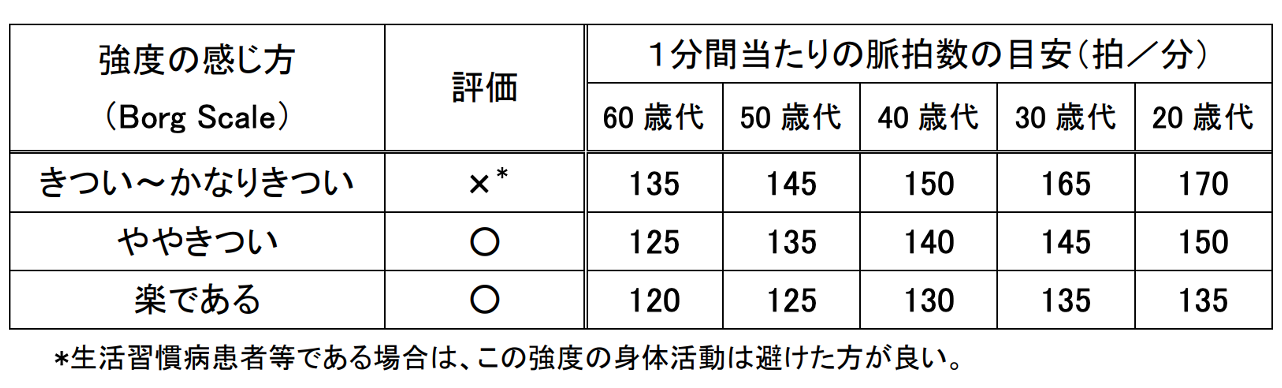 強度の感じ方
（Borg Scale）
評価
１分間当たりの脈拍数の目安（拍／分）
60 歳代 50 歳代 40 歳代 30 歳代 20 歳代
きつい～かなりきつい ×* 135 145 150 165 170
ややきつい ○ 125 135 140 145 150
楽である ○ 120 125 130 135 135
*生活習慣病患者等である場合は、この強度の身体活動は避けた方が良い。